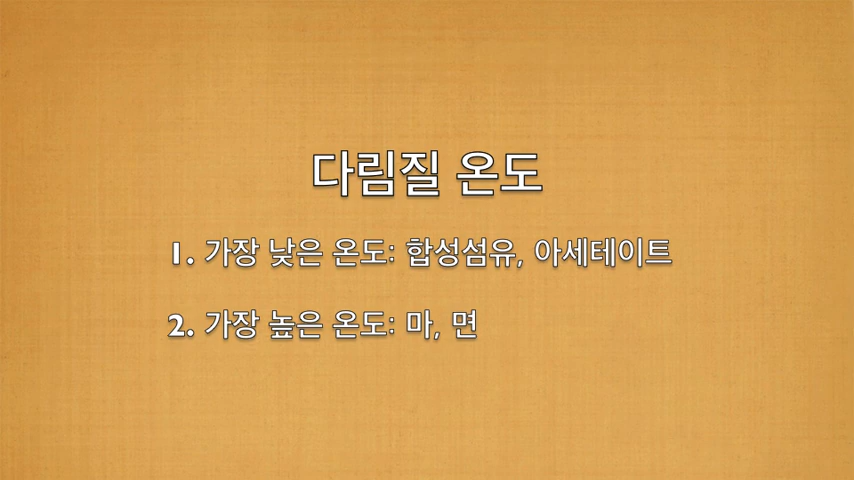 다림질 온도
1. 가장 낮은 온도: 합성섬유, 아세테이트
2. 가장 높은 온도: 마, 면